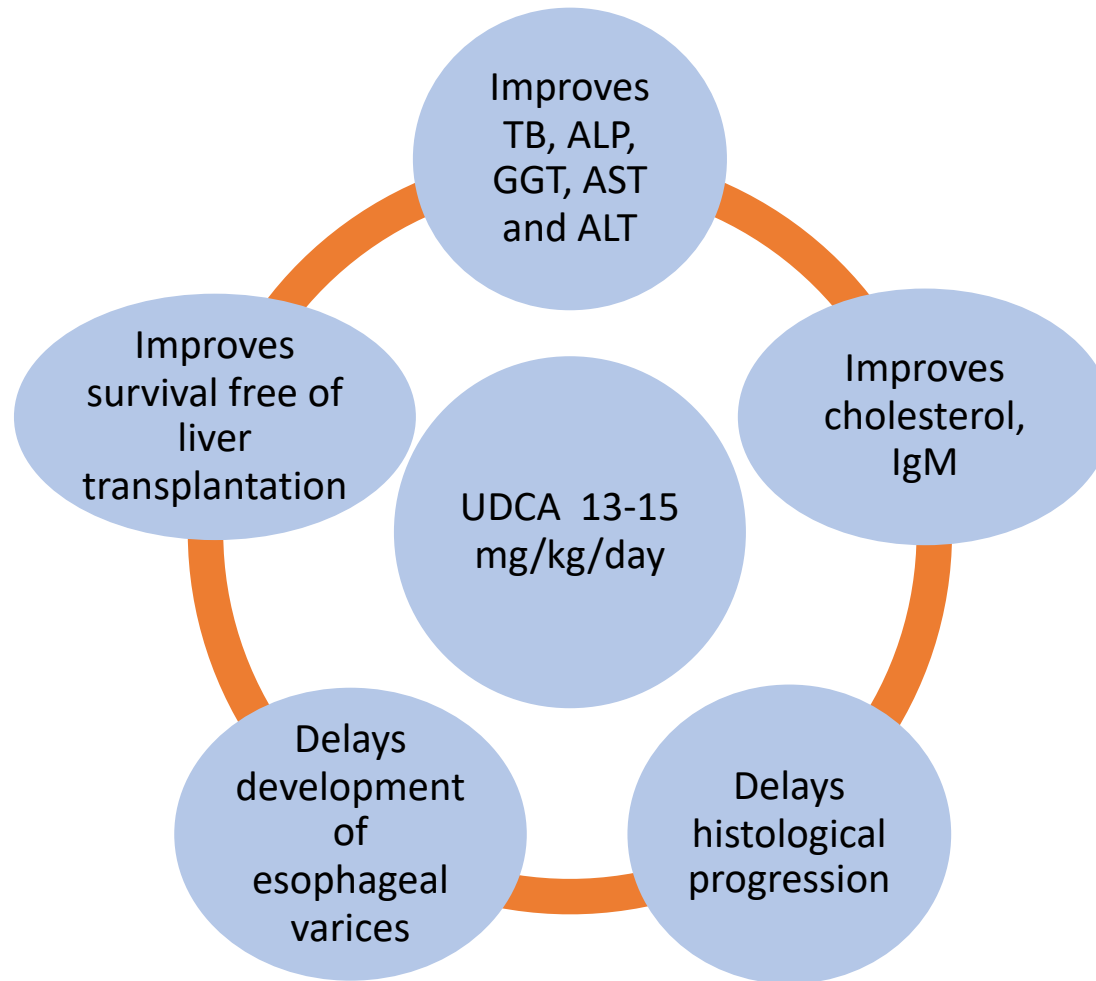 Improves
TB, ALP,
GGT, AST
and ALT
Improves
cholesterol,
IgM
Delays
histological
progression
Delays
development
of
esophageal
varices
Improves
survival free of
liver
transplantation
UDCA  13-15
mg/kg/day